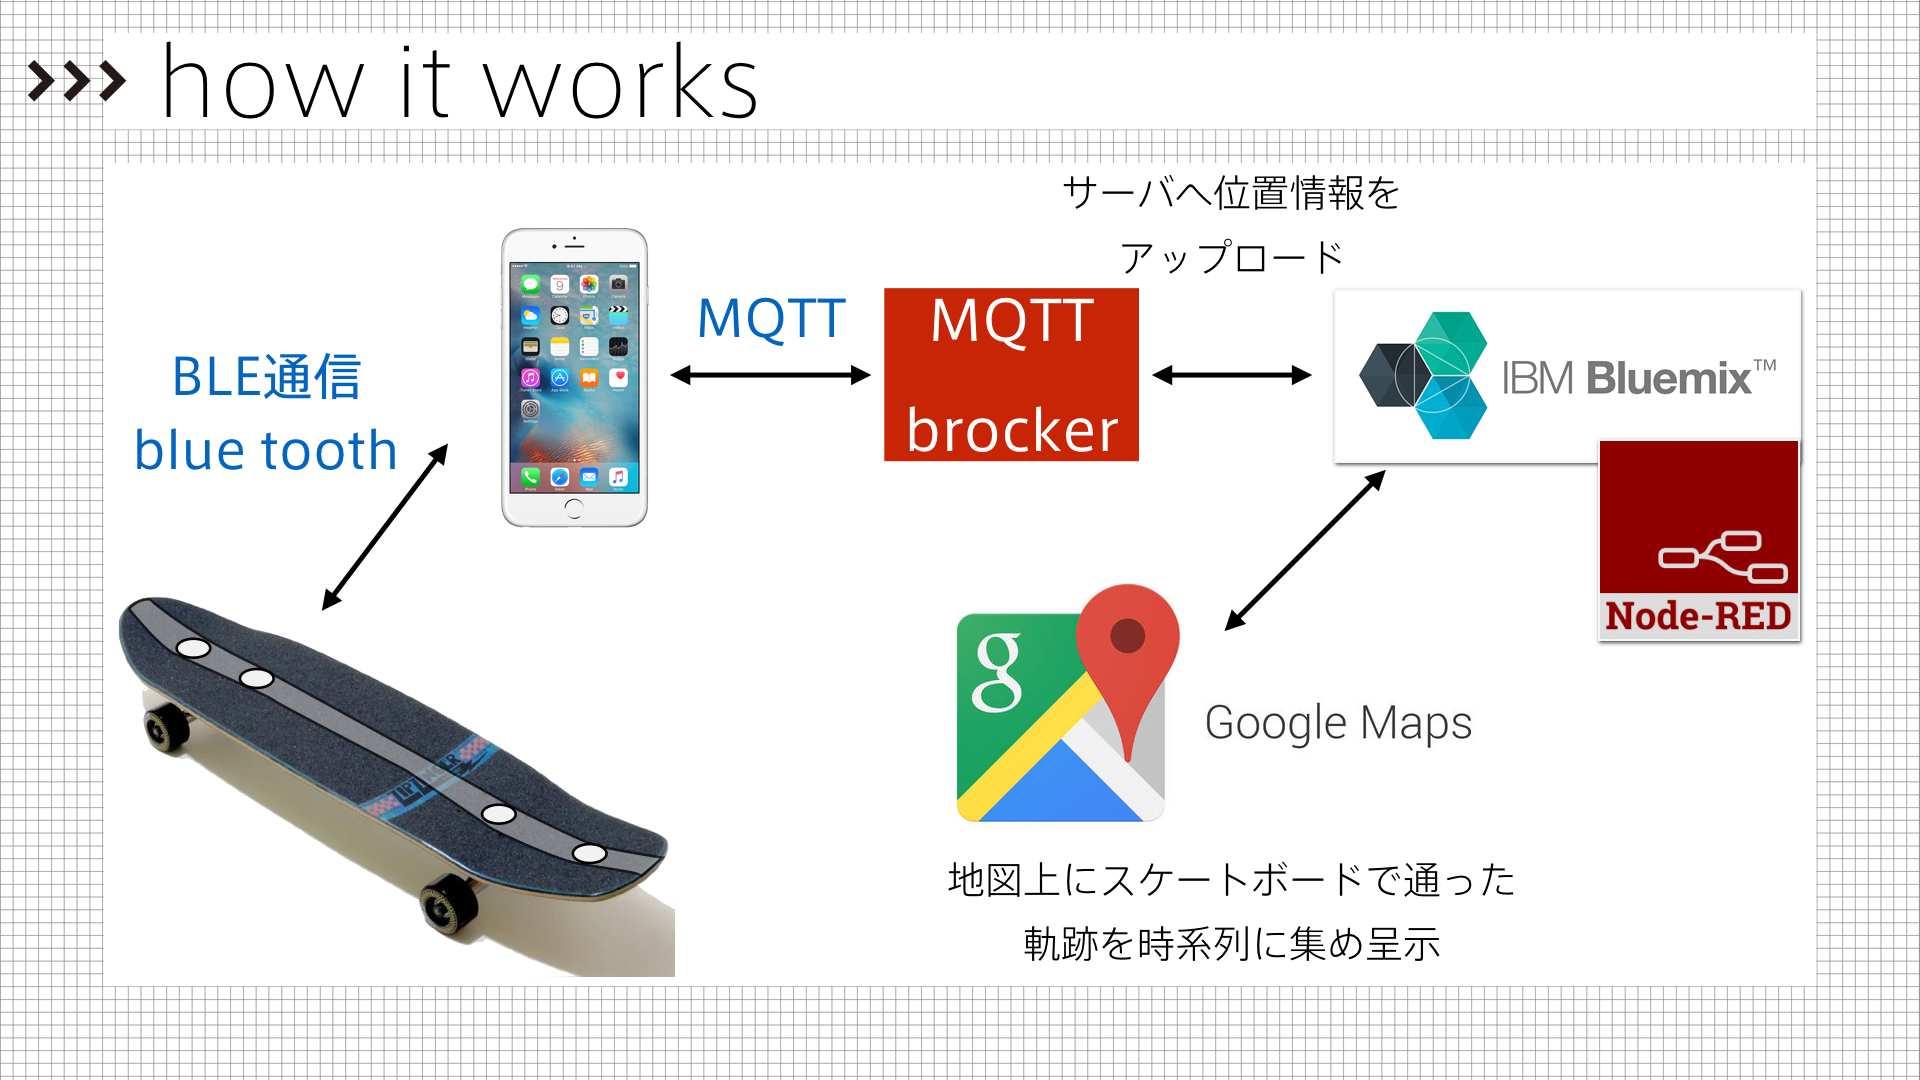 how it works
サーバへ位置情報を
アップロード
MQTT
MQTT
brocker
BLE通信
blue tooth
IBM Bluemix™
Node-RED
g
Google Maps
地図上にスケートボードで通った
軌跡を時系列に集め呈示